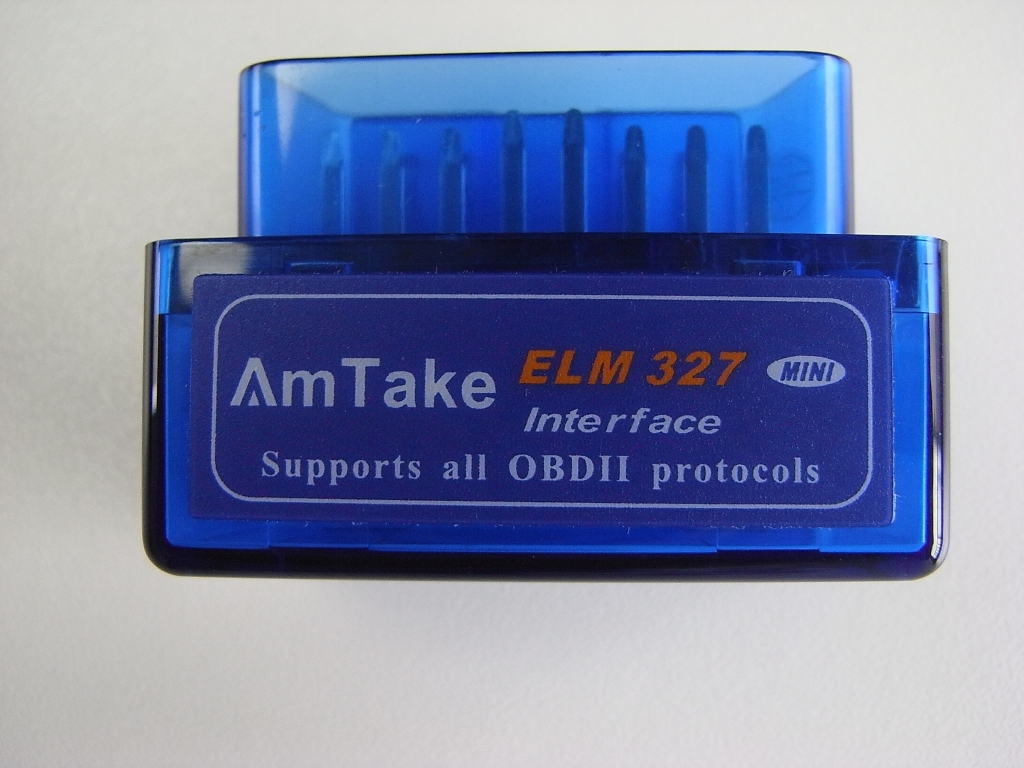 AmTake
ELM 327
MINI
Interface
Supports all OBDII protocols